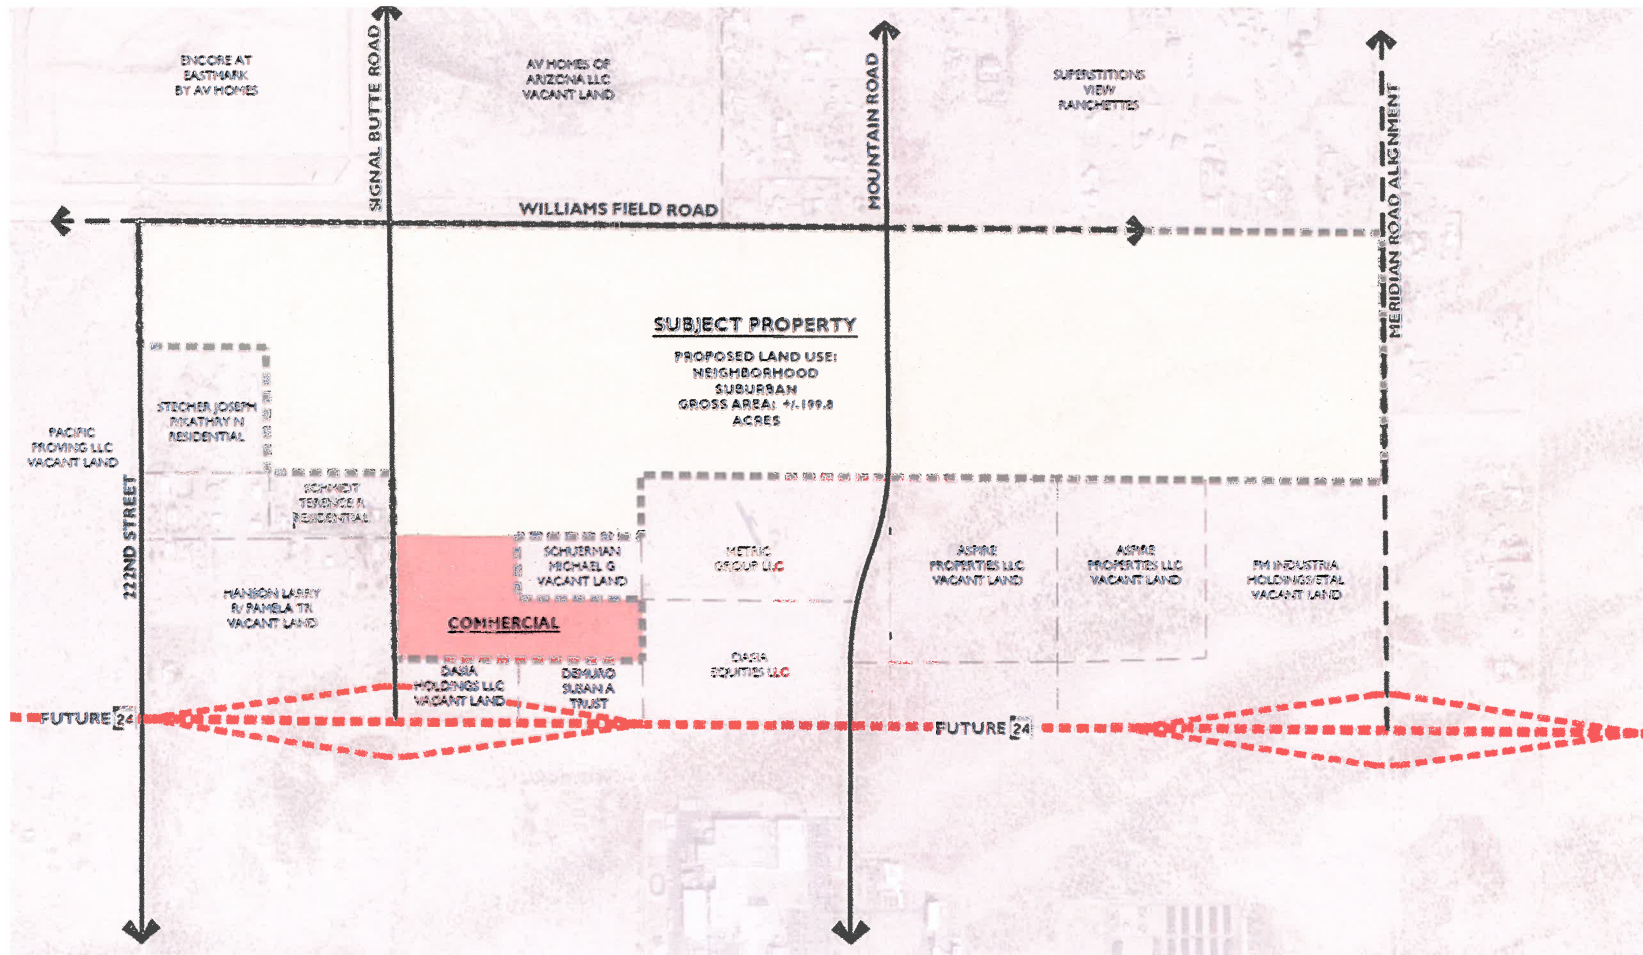 ENCORE AT
EASTMARK
BY AV HOMES
SIGNAL BUTTE ROAD
AV HOMES OF
ARIZONA LLC
VACANT LAND
MOUNTAIN ROAD
SUPERSTITIONS
VIEW
RANCHETTES
MERIDIAN ROAD ALIGNMENT
WILLIAMS FIELD ROAD
SUBJECT PROPERTY
PROPOSED LAND USE:
NEIGHBORHOOD
SUBURBAN
GROSS AREA: +/-199.8
ACRES
STECHER JOSEPH
P/KATHRY N
RESIDENTIAL
PACIFIC
PROVING LLC
VACANT LAND
222ND STREET
SCHMIDT
TERENCE R
RESIDENTIAL
HANSON LARRY
R/ PAMELA TR
VACANT LAND
SCHUERMAN
MICHAEL G
VACANT LAND
COMMERCIAL
METRIC
GROUP LLC
ASPIRE
PROPERTIES LLC
VACANT LAND
ASPIRE
PROPERTIES LLC
VACANT LAND
FM INDUSTRIA
HOLDINGS/ETAL
VACANT LAND
DASIA
HOLDINGS LLC
VACANT LAND
DEMURO
SUSAN A
TRUST
DASIA
EQUITIES LLC
FUTURE 24
FUTURE 24